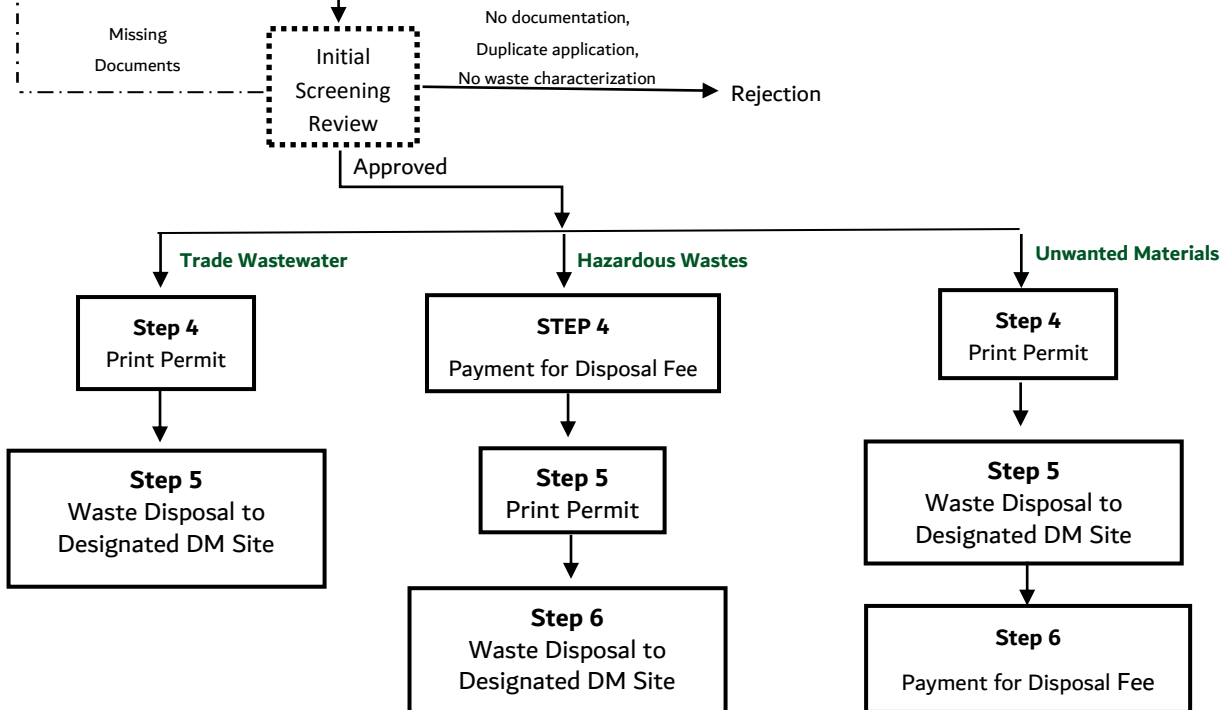 Missing
Documents
Initial
Screening
Review
No documentation,
Duplicate application,
No waste characterization
Rejection
Approved
Trade Wastewater
Hazardous Wastes
Unwanted Materials
Step 4
Print Permit
STEP 4
Payment for Disposal Fee
Step 4
Print Permit
Step 5
Waste Disposal to
Designated DM Site
Step 5
Print Permit
Step 5
Waste Disposal to
Designated DM Site
Step 6
Waste Disposal to
Designated DM Site
Step 6
Payment for Disposal Fee